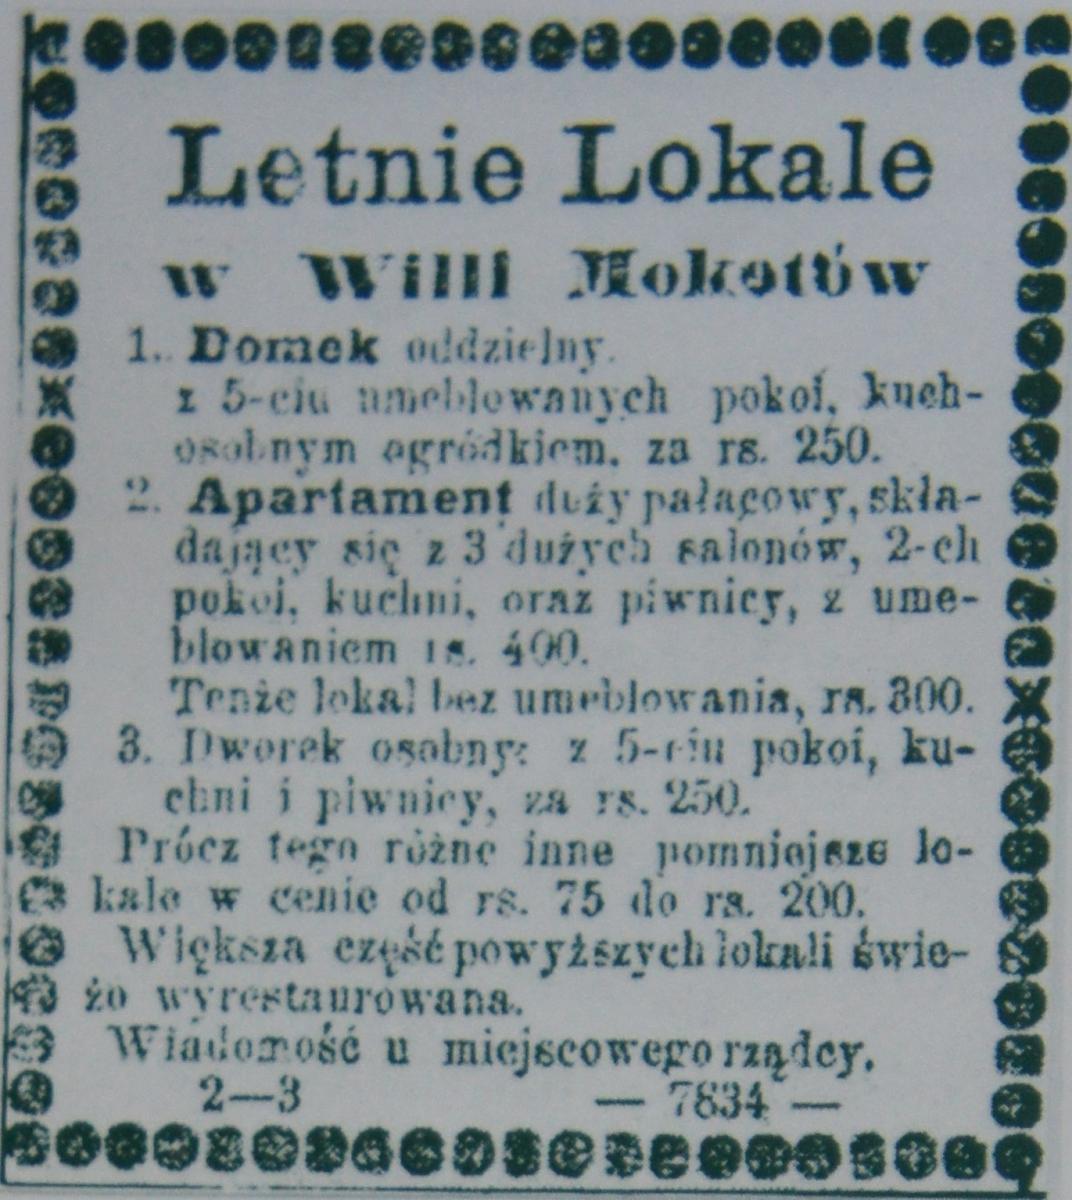 Letnie Lokale
w Willi Mokotów
1. Domek oddzielny.
z 5-ciu umeblowanych pokoi, kuch-
osobnym ogródkiem, za rs. 250.
2. Apartament duży pałacowy, skła-
dający się z 3 dużych salonów, 2-ch
pokoi, kuchni, oraz piwnicy, z ume-
blowaniem rs. 400.
Tenże lokal bez umeblowania, rs. 300.
3. Dworek osobny: z 5-ciu pokoi, ku-
chni i piwnicy, za rs. 250.
Prócz tego różne inne pomniejsze lo-
kale w cenie od rs. 75 do rs. 200.
Większa część powyższych lokali świe-
żo wyrestaurowana.
Wiadomość u miejscowego rządcy.
2—3 — 7834 —